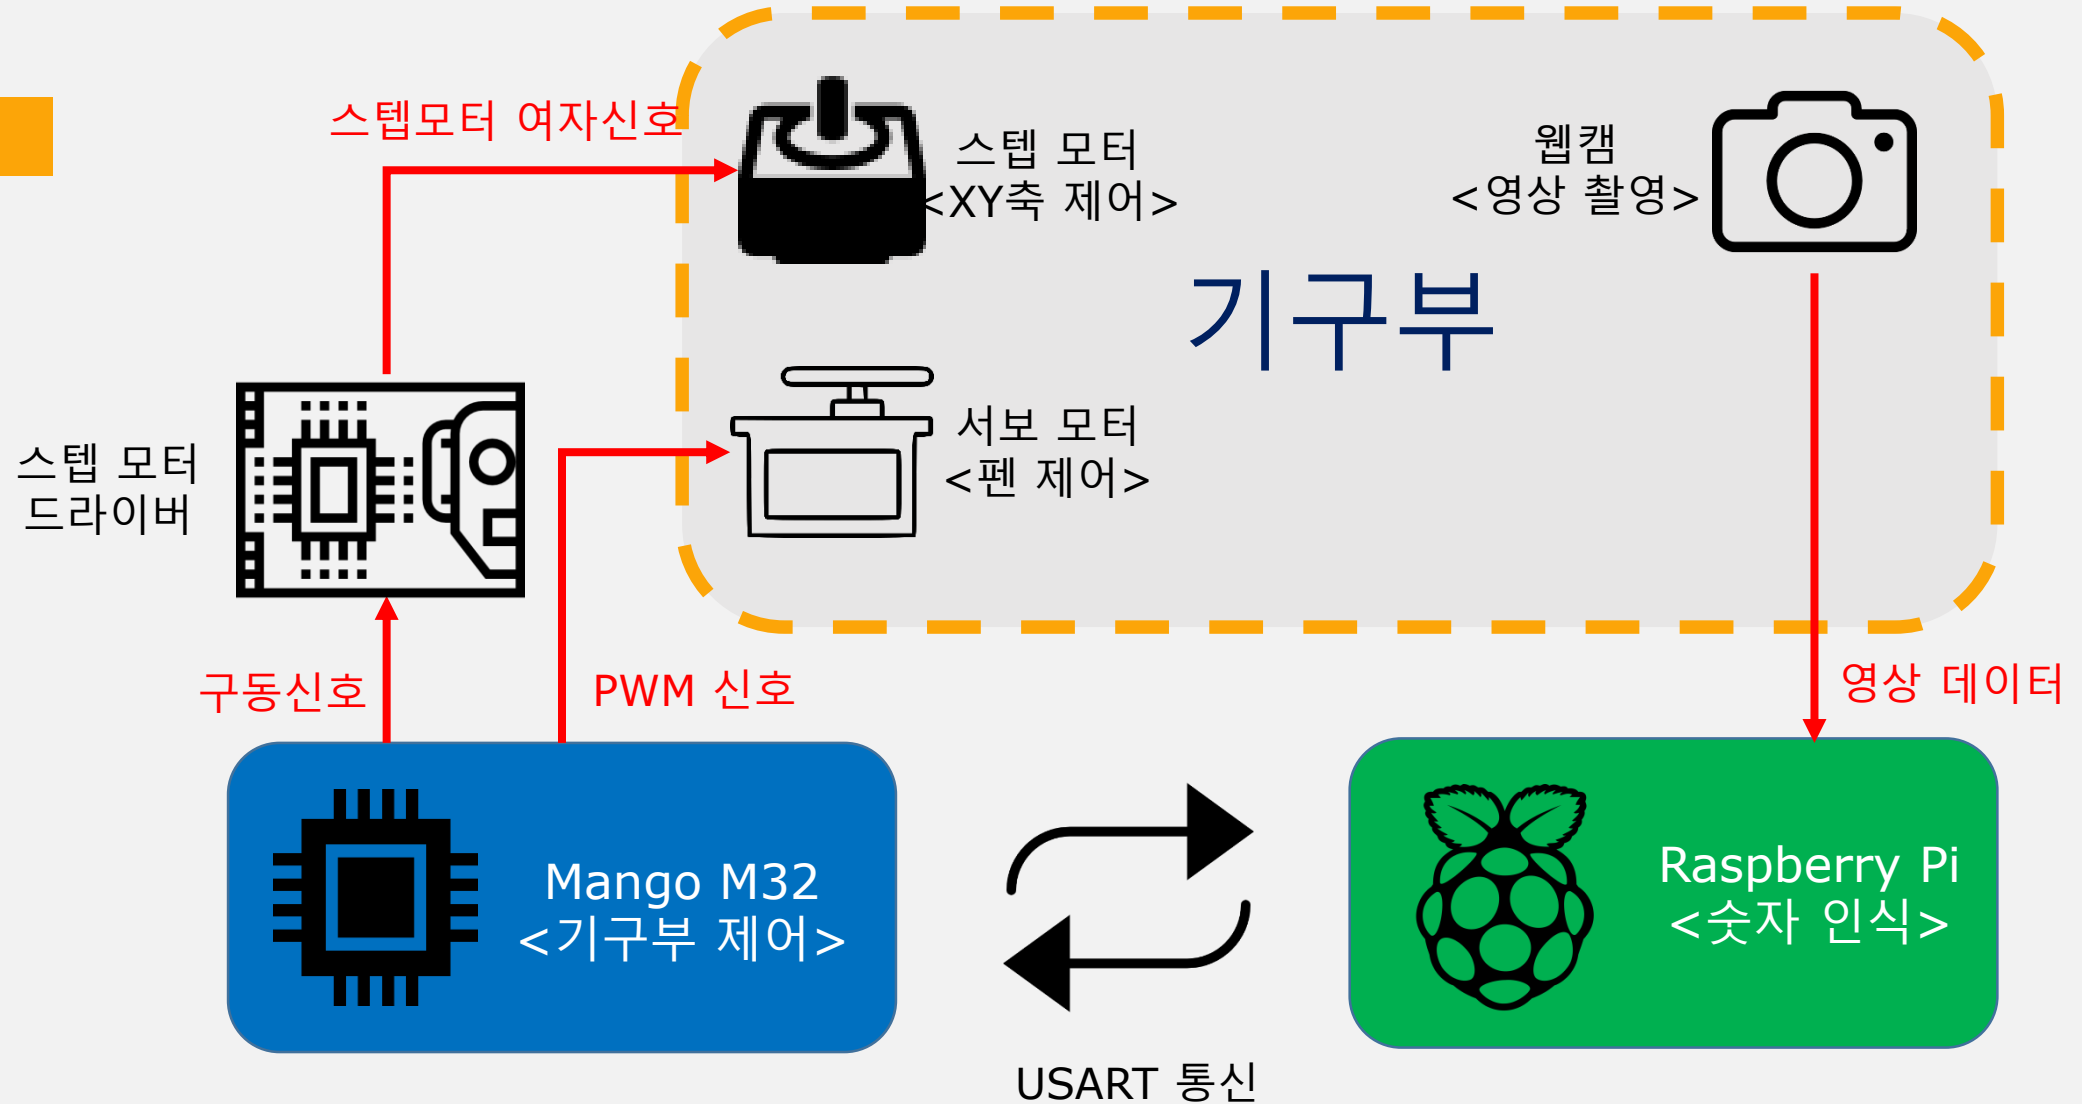 스텝모터 여자신호
스텝 모터
<XY축 제어>
웹캠
<영상 촬영>
기구부
서보 모터
<펜 제어>
스텝 모터
드라이버
구동신호
PWM 신호
영상 데이터
Mango M32
<기구부 제어>
Raspberry Pi
<숫자 인식>
USART 통신